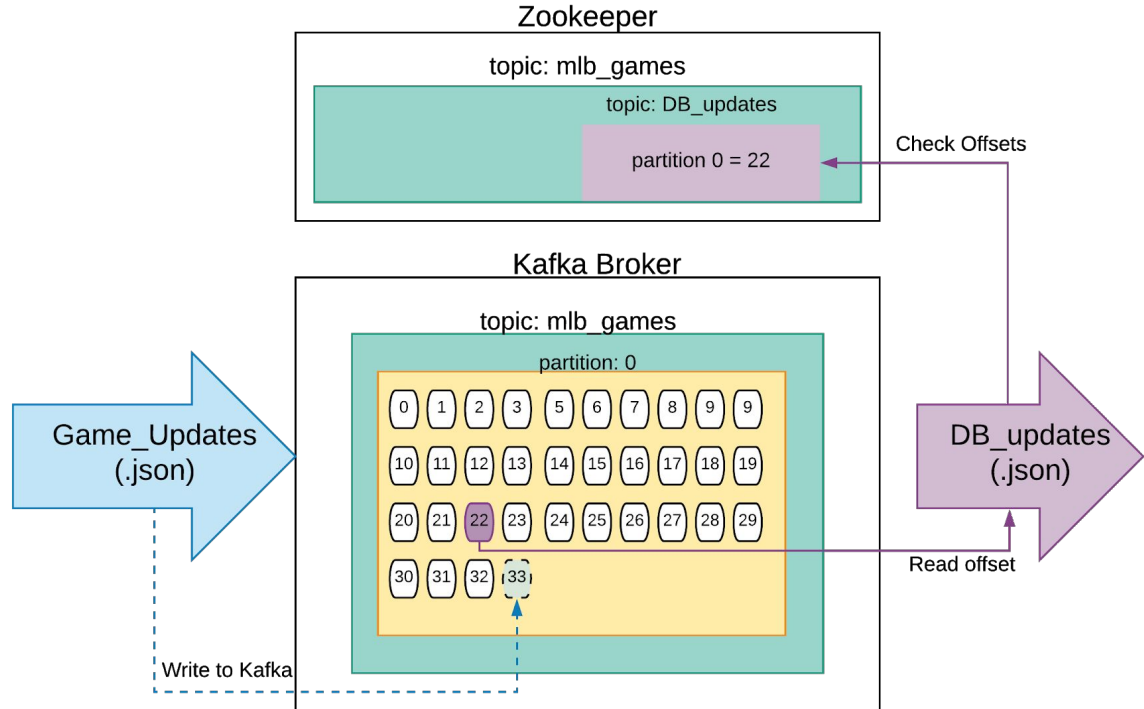 Zookeeper
topic: mlb_games
topic: DB_updates
partition 0 = 22
Check Offsets
Kafka Broker
topic: mlb_games
partition: 0
0 1 2 3 5 6 7 8 9 9
10 11 12 13 14 15 16 17 18 19
20 21 22 23 24 25 26 27 28 29
30 31 32 33
Game_Updates
(.json)
DB_updates
(.json)
Read offset
Write to Kafka